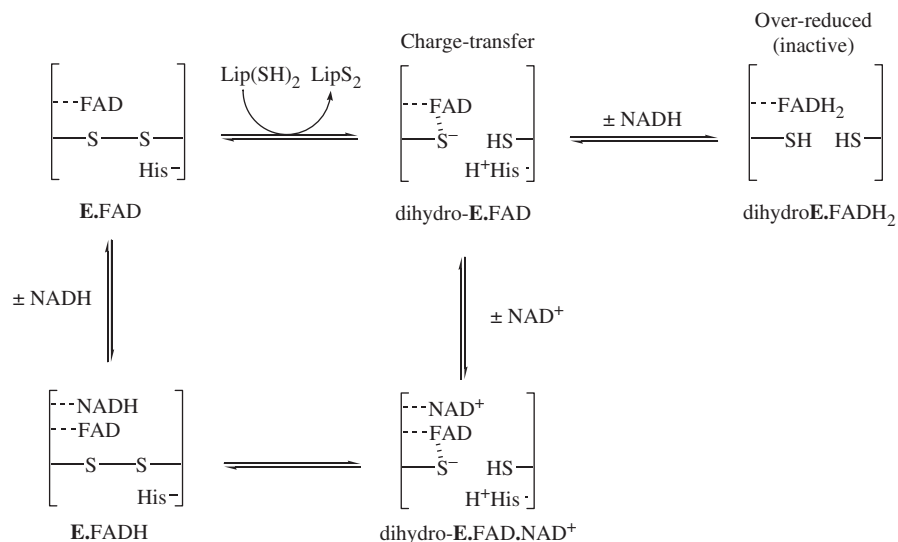 Over-reduced
(inactive)
Charge-transfer
Lip(SH)₂ LipS₂
---FAD
S S
His
E.FAD
---FAD
S⁻ HS
H⁺His
dihydro-E.FAD
± NADH
---FADH₂
SH HS
dihydroE.FADH₂
± NADH
± NAD⁺
---NADH
---FAD
S S
His
E.FADH
---NAD⁺
---FAD
S⁻ HS
H⁺His
dihydro-E.FAD.NAD⁺